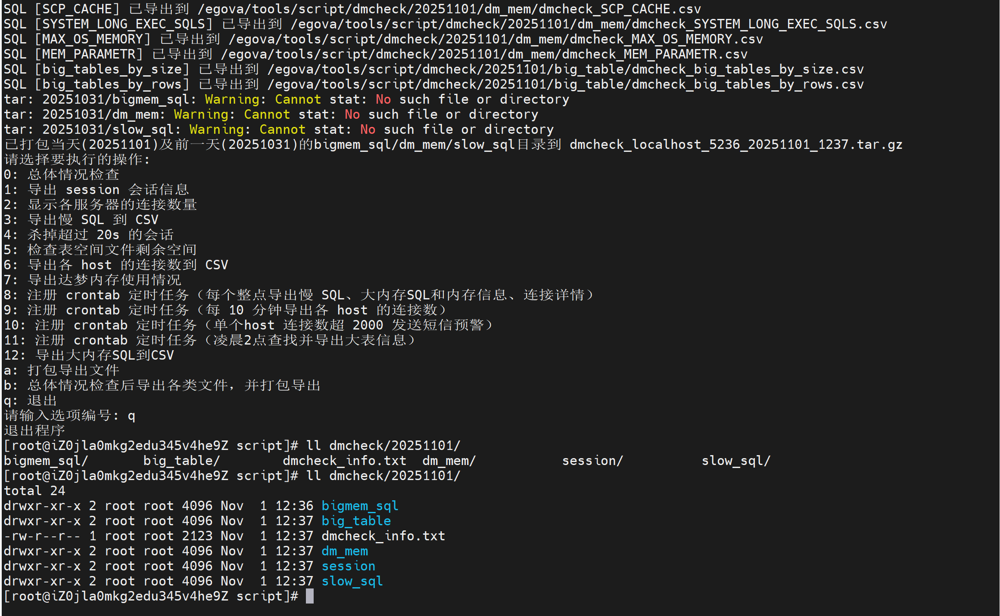 SQL [SCP_CACHE] 已导出到 /egova/tools/script/dmcheck/20251101/dm_mem/dmcheck_SCP_CACHE.csv
SQL [SYSTEM_LONG_EXEC_SQLS] 已导出到 /egova/tools/script/dmcheck/20251101/dm_mem/dmcheck_SYSTEM_LONG_EXEC_SQLS.csv
SQL [MAX_OS_MEMORY] 已导出到 /egova/tools/script/dmcheck/20251101/dm_mem/dmcheck_MAX_OS_MEMORY.csv
SQL [MEM_PARAMETR] 已导出到 /egova/tools/script/dmcheck/20251101/dm_mem/dmcheck_MEM_PARAMETR.csv
SQL [big_tables_by_size] 已导出到 /egova/tools/script/dmcheck/20251101/big_table/dmcheck_big_tables_by_size.csv
SQL [big_tables_by_rows] 已导出到 /egova/tools/script/dmcheck/20251101/big_table/dmcheck_big_tables_by_rows.csv
tar: 20251031/bigmem_sql: Warning: Cannot stat: No such file or directory
tar: 20251031/dm_mem: Warning: Cannot stat: No such file or directory
tar: 20251031/slow_sql: Warning: Cannot stat: No such file or directory
已打包当天(20251101)及前一天(20251031)的bigmem_sql/dm_mem/slow_sql目录到 dmcheck_localhost_5236_20251101_1237.tar.gz
请选择要执行的操作:
0: 总体情况检查
1: 导出 session 会话信息
2: 显示各服务器的连接数量
3: 导出慢 SQL 到 CSV
4: 杀掉超过 20s 的会话
5: 检查表空间文件剩余空间
6: 导出各 host 的连接数到 CSV
7: 导出达梦内存使用情况
8: 注册 crontab 定时任务（每个整点导出慢 SQL、大内存SQL和内存信息、连接详情）
9: 注册 crontab 定时任务（每 10 分钟导出各 host 的连接数）
10: 注册 crontab 定时任务（单个host 连接数超 2000 发送短信预警）
11: 注册 crontab 定时任务（凌晨2点查找并导出大表信息）
12: 导出大内存SQL到CSV
a: 打包导出文件
b: 总体情况检查后导出各类文件，并打包导出
q: 退出
请输入选项编号: q
退出程序
[root@iZ0jla0mkg2edu345v4he9Z script]# ll dmcheck/20251101/
bigmem_sql/ big_table/ dmcheck_info.txt dm_mem/ session/ slow_sql/
[root@iZ0jla0mkg2edu345v4he9Z script]# ll dmcheck/20251101/
total 24
drwxr-xr-x 2 root root 4096 Nov  1 12:36 bigmem_sql
drwxr-xr-x 2 root root 4096 Nov  1 12:37 big_table
-rw-r--r-- 1 root root 2123 Nov  1 12:37 dmcheck_info.txt
drwxr-xr-x 2 root root 4096 Nov  1 12:37 dm_mem
drwxr-xr-x 2 root root 4096 Nov  1 12:37 session
drwxr-xr-x 2 root root 4096 Nov  1 12:37 slow_sql
[root@iZ0jla0mkg2edu345v4he9Z script]#